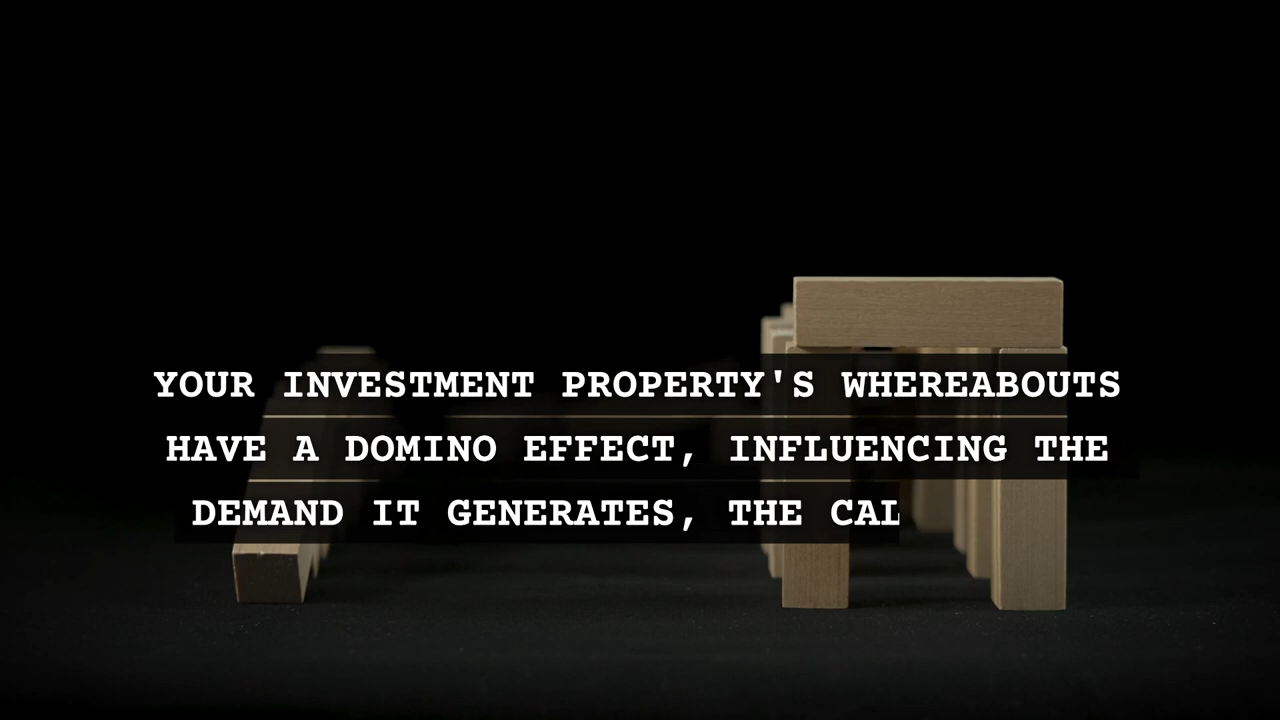 YOUR INVESTMENT PROPERTY'S WHEREABOUTS
HAVE A DOMINO EFFECT, INFLUENCING THE
DEMAND IT GENERATES, THE CAL